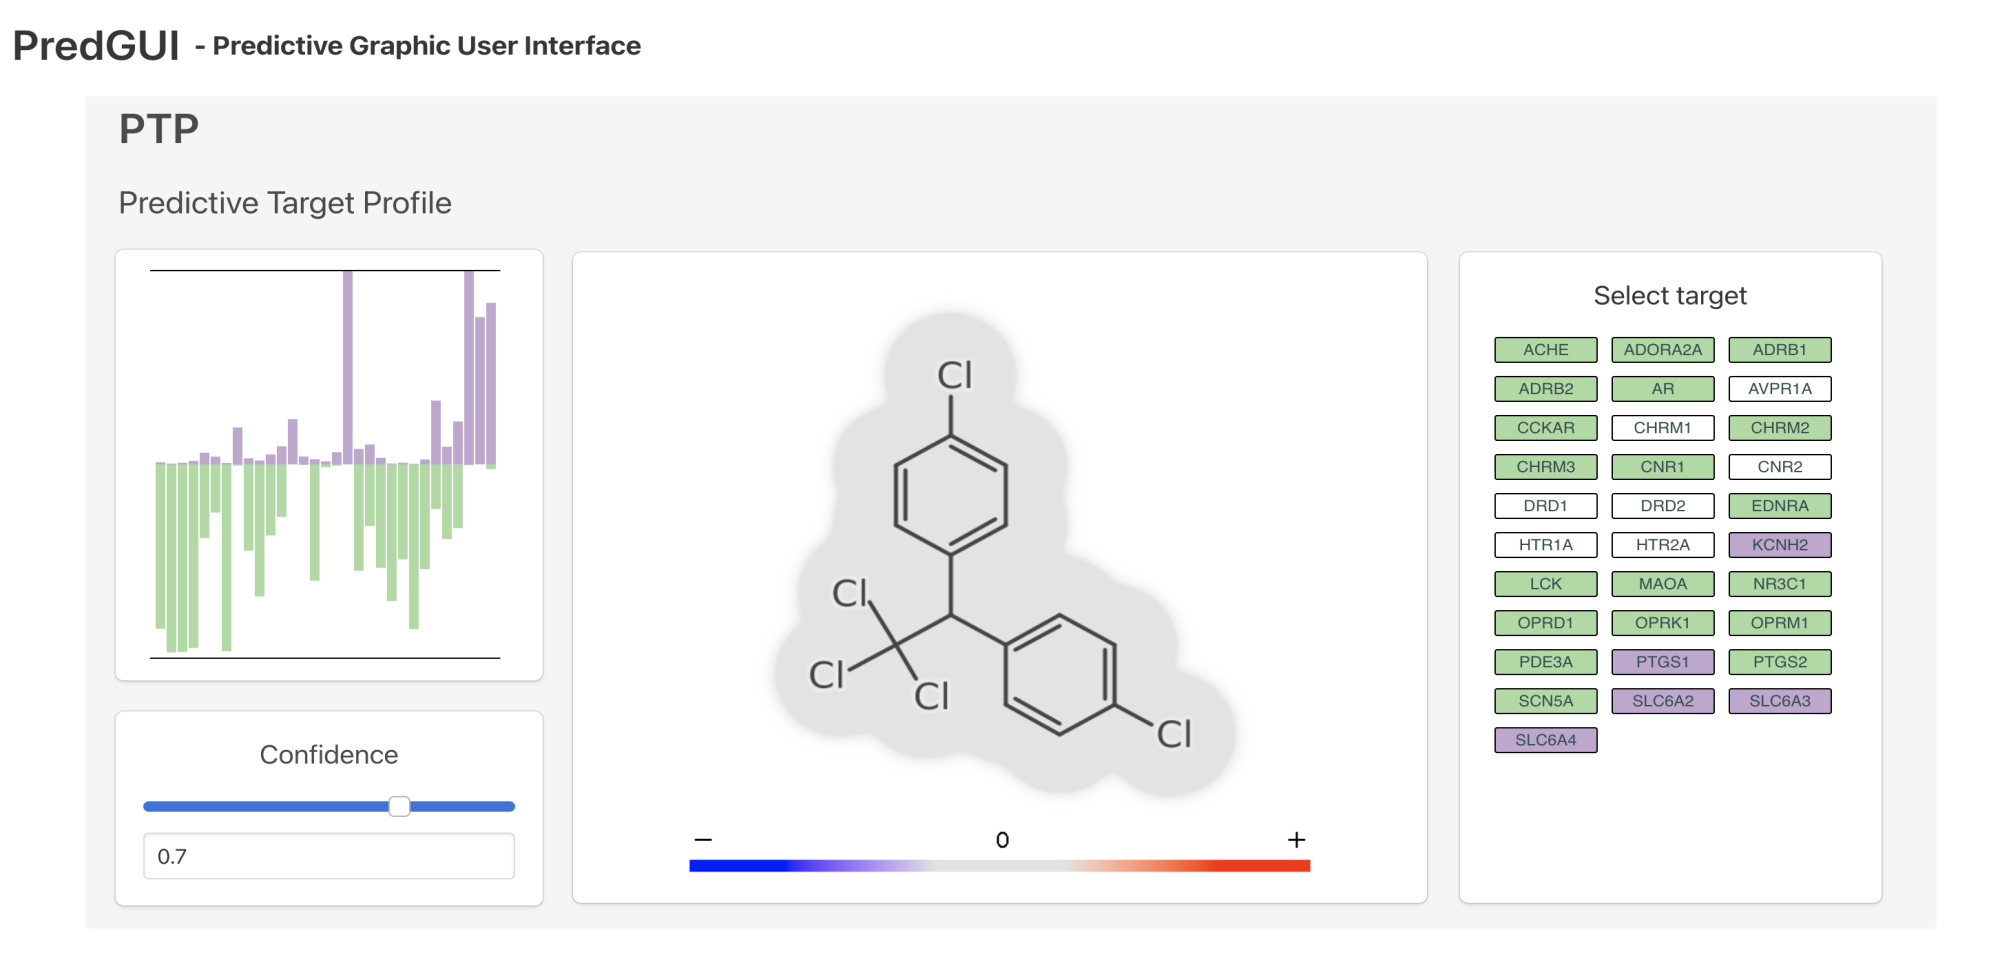 PredGUI - Predictive Graphic User Interface
PTP
Predictive Target Profile
Confidence
0.7
Cl
Cl
Cl
Cl
Cl
− 0 +
Select target
ACHE ADORA2A ADRB1
ADRB2 AR AVPR1A
CCKAR CHRM1 CHRM2
CHRM3 CNR1 CNR2
DRD1 DRD2 EDNRA
HTR1A HTR2A KCNH2
LCK MAOA NR3C1
OPRD1 OPRK1 OPRM1
PDE3A PTGS1 PTGS2
SCN5A SLC6A2 SLC6A3
SLC6A4